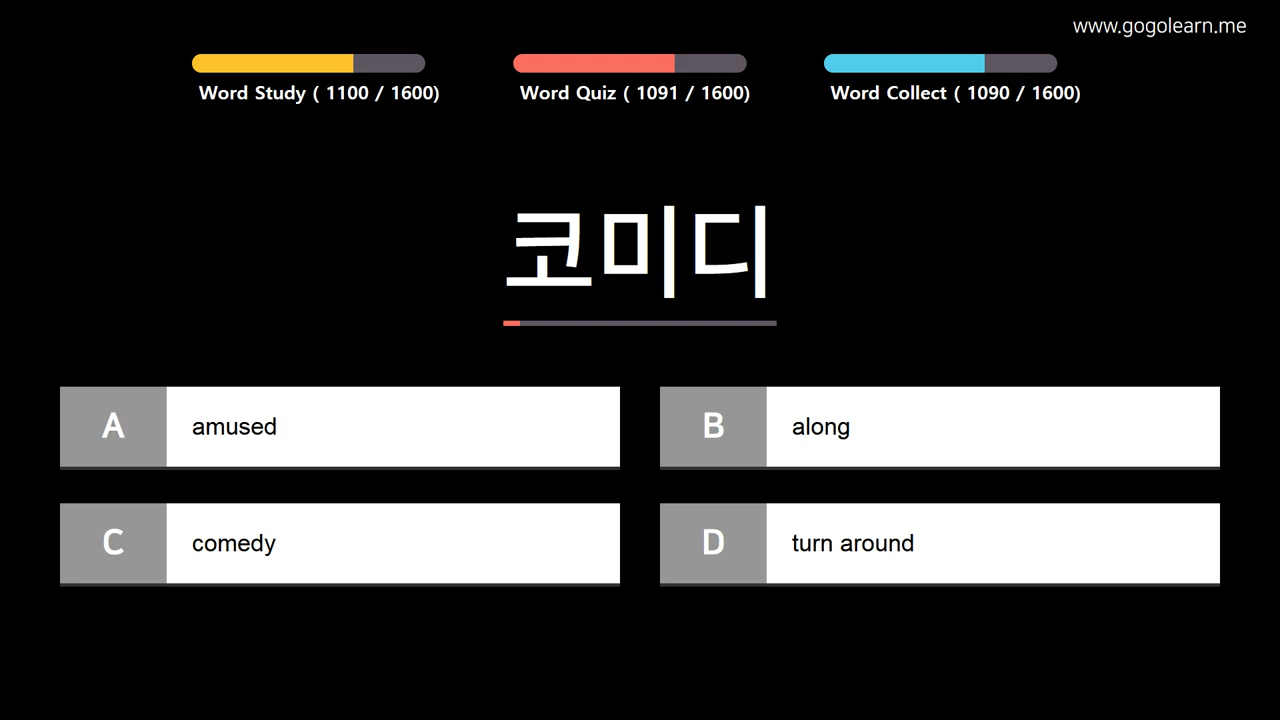 www.gogolearn.me
Word Study ( 1100 / 1600)
Word Quiz ( 1091 / 1600)
Word Collect ( 1090 / 1600)
코미디
A amused
B along
C comedy
D turn around